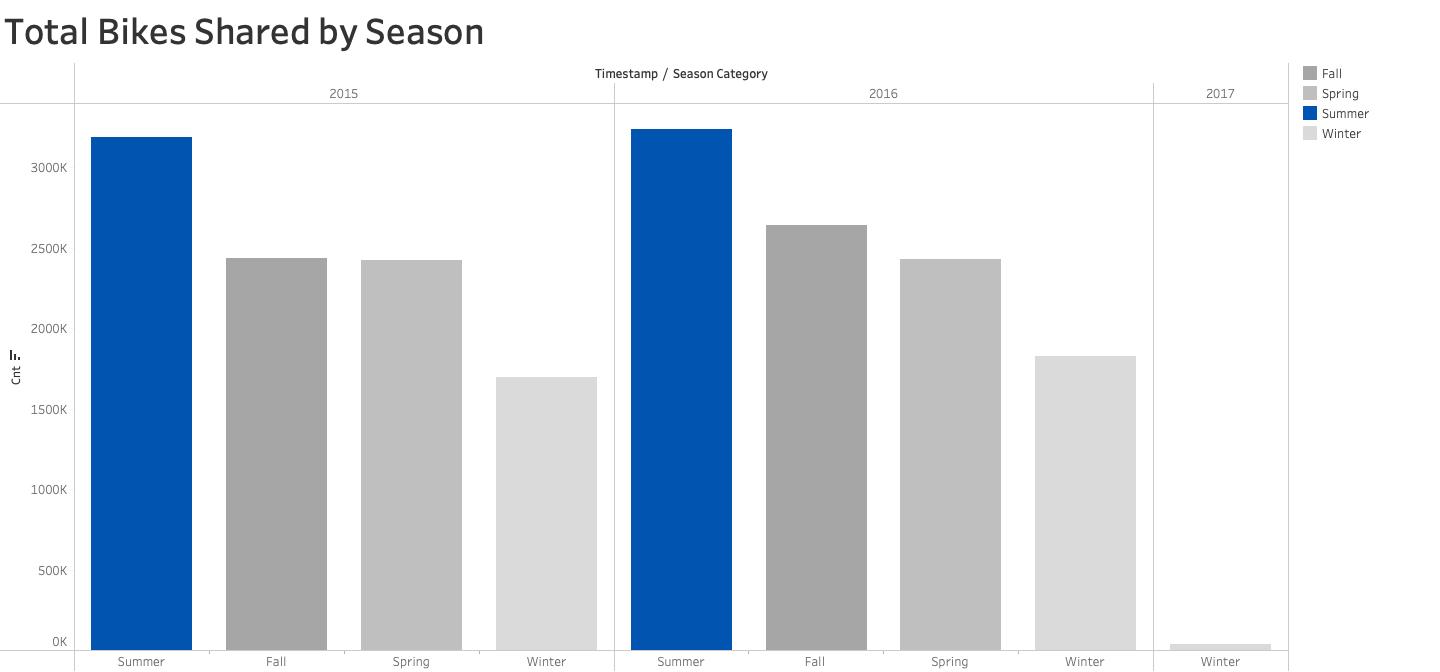 Total Bikes Shared by Season
Timestamp / Season Category
2015 2016 2017
Fall
Spring
Summer
Winter
3000K
2500K
2000K
1500K
1000K
500K
0K
Cnt
Summer Fall Spring Winter Summer Fall Spring Winter Winter